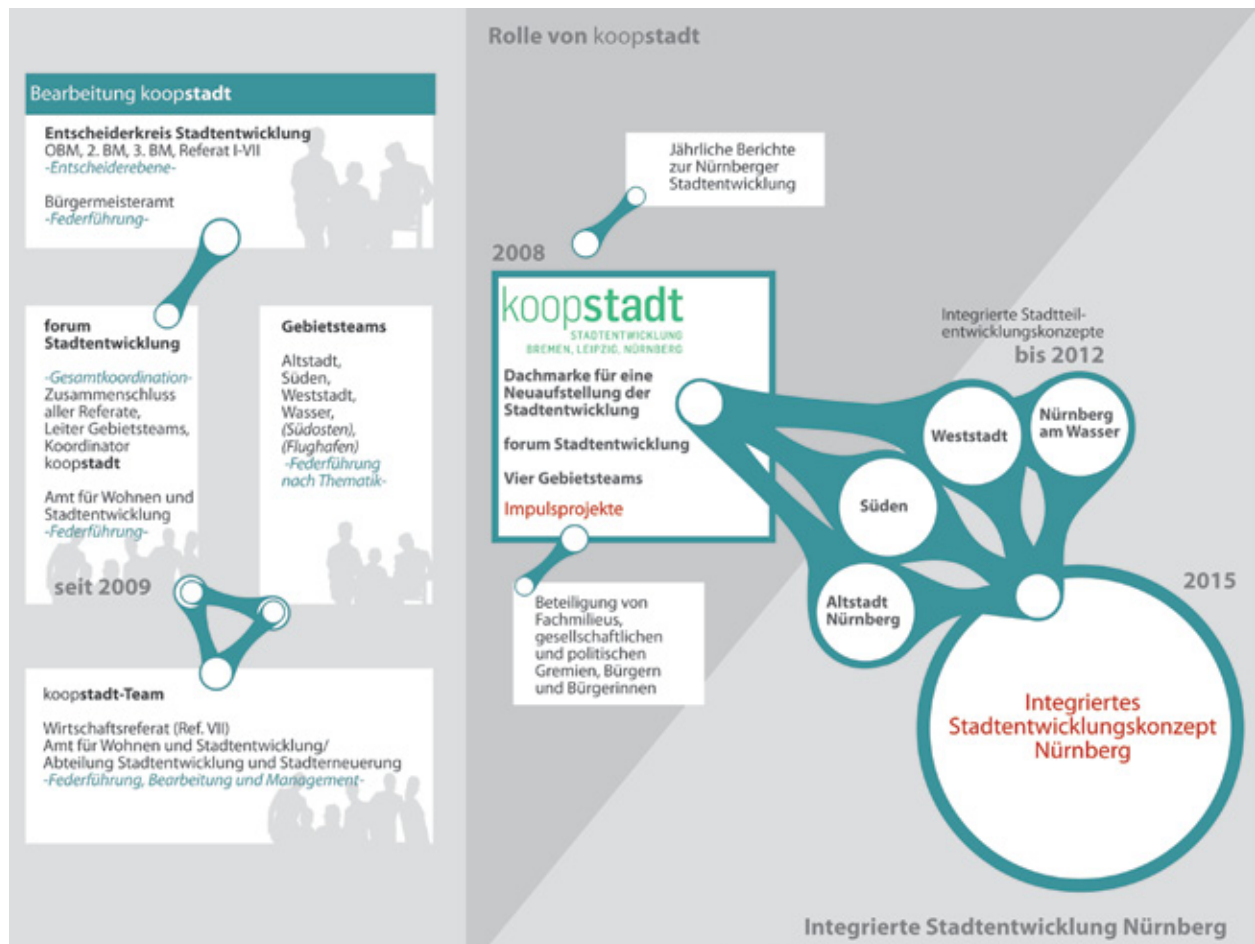 Rolle von koopstadt
Bearbeitung koopstadt
Entscheiderkreis Stadtentwicklung
OBM, 2. BM, 3. BM, Referat I-VII
-Entscheiderebene-
Bürgermeisteramt
-Federführung-
forum
Stadtentwicklung
-Gesamtkoordination-
Zusammenschluss
aller Referate,
Leiter Gebietsteams,
Koordinator
koopstadt
Amt für Wohnen und
Stadtentwicklung
-Federführung-
Gebietsteams
Altstadt,
Süden,
Weststadt,
Wasser,
(Südosten),
(Flughafen)
-Federführung
nach Thematik-
seit 2009
koopstadt-Team
Wirtschaftsreferat (Ref. VII)
Amt für Wohnen und Stadtentwicklung/
Abteilung Stadtentwicklung und Stadterneuerung
-Federführung, Bearbeitung und Management-
Jährliche Berichte
zur Nürnberger
Stadtentwicklung
2008
koopstadt
STADTENTWICKLUNG
BREMEN, LEIPZIG, NÜRNBERG
Dachmarke für eine
Neuaufstellung der
Stadtentwicklung
forum Stadtentwicklung
Vier Gebietsteams
Impulsprojekte
Beteiligung von
Fachmilieus,
gesellschaftlichen
und politischen
Gremien, Bürgern
und Bürgerinnen
Integrierte Stadtteil-
entwicklungskonzepte
bis 2012
Weststadt
Nürnberg
am Wasser
Süden
Altstadt
Nürnberg
2015
Integriertes
Stadtentwicklungskonzept
Nürnberg
Integrierte Stadtentwicklung Nürnberg